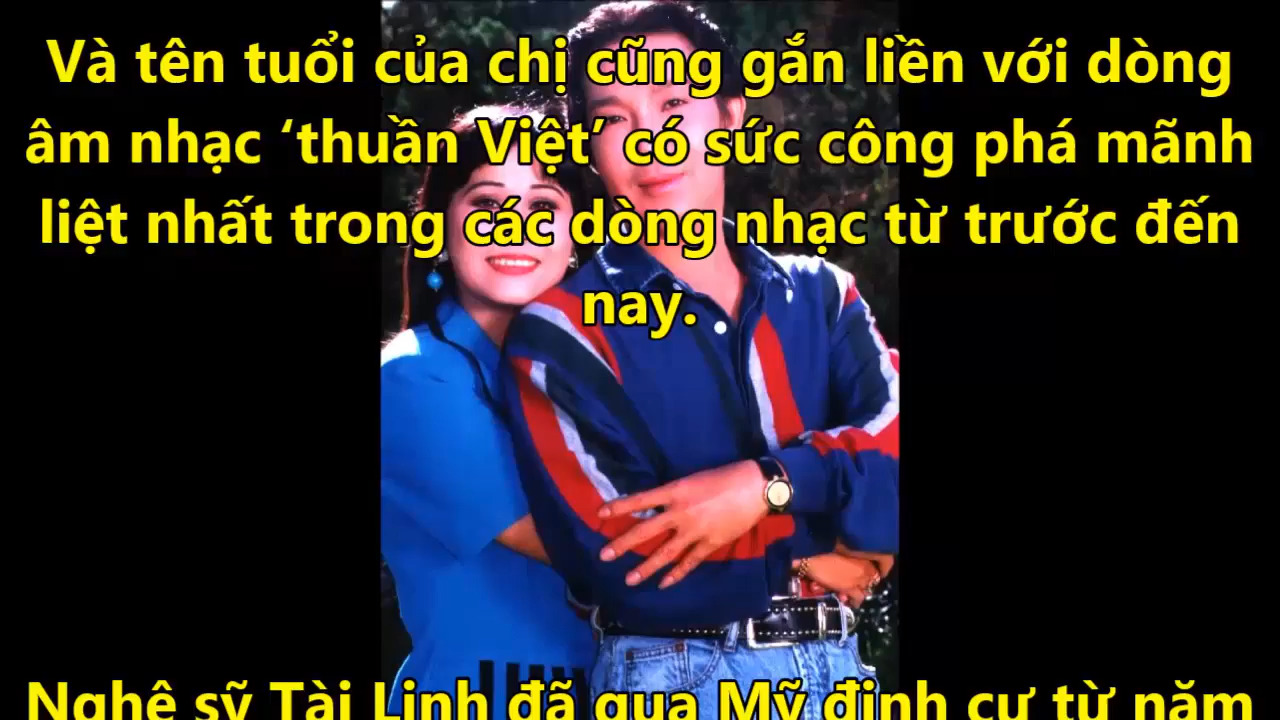 Và tên tuổi của chị cũng gắn liền với dòng
âm nhạc ‘thuần Việt’ có sức công phá mãnh
liệt nhất trong các dòng nhạc từ trước đến
nay.
Nghệ sỹ Tài Linh đã qua Mỹ định cư từ năm